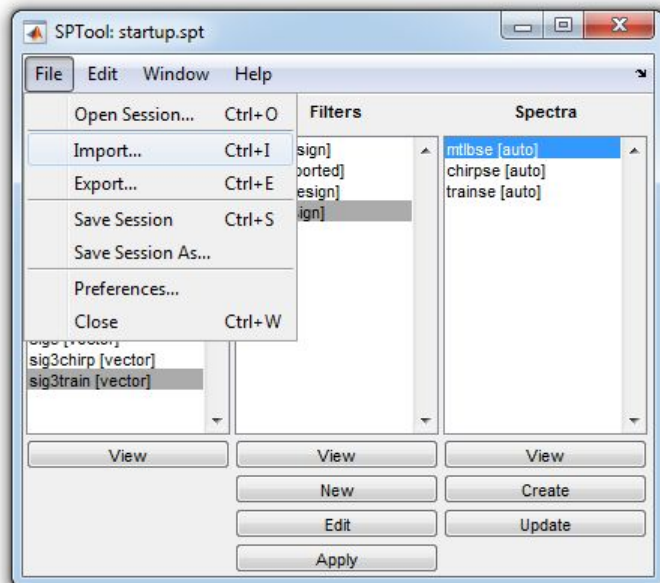 SPTool: startup.spt
File Edit Window Help
Open Session... Ctrl+O
Import... Ctrl+I
Export... Ctrl+E
Save Session Ctrl+S
Save Session As...
Preferences...
Close Ctrl+W
[vector]
sig3chirp [vector]
sig3train [vector]
View
Filters
sign]
ported]
esign]
ign]
View
New
Edit
Apply
Spectra
mtlbse [auto]
chirpse [auto]
trainse [auto]
View
Create
Update